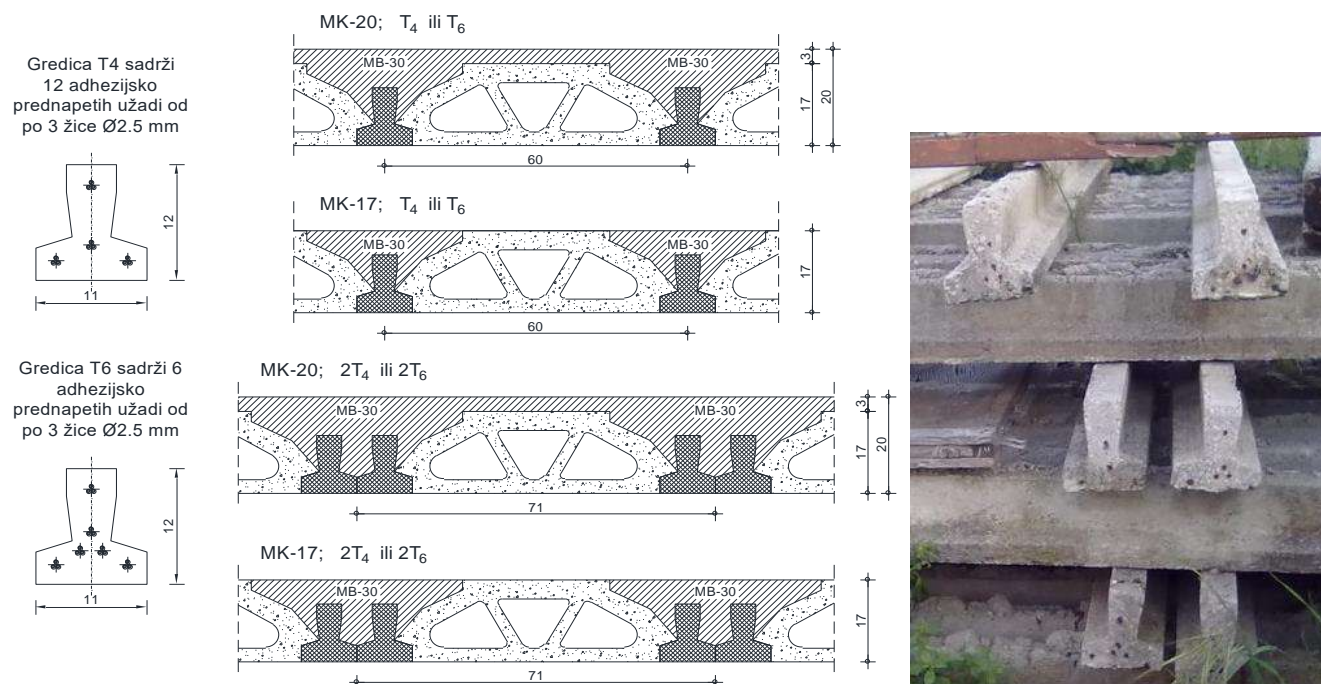 MK-20; T4 ili T6
Gredica T4 sadrži
12 adhezijsko
prednapetih užadi od
po 3 žice Ø2.5 mm
12
11
MB-30
MB-30
3
17
20
60
MK-17; T4 ili T6
MB-30
MB-30
17
60
Gredica T6 sadrži 6
adhezijsko
prednapetih užadi od
po 3 žice Ø2.5 mm
12
11
MK-20; 2T4 ili 2T6
MB-30
MB-30
3
17
20
71
MK-17; 2T4 ili 2T6
MB-30
MB-30
17
71